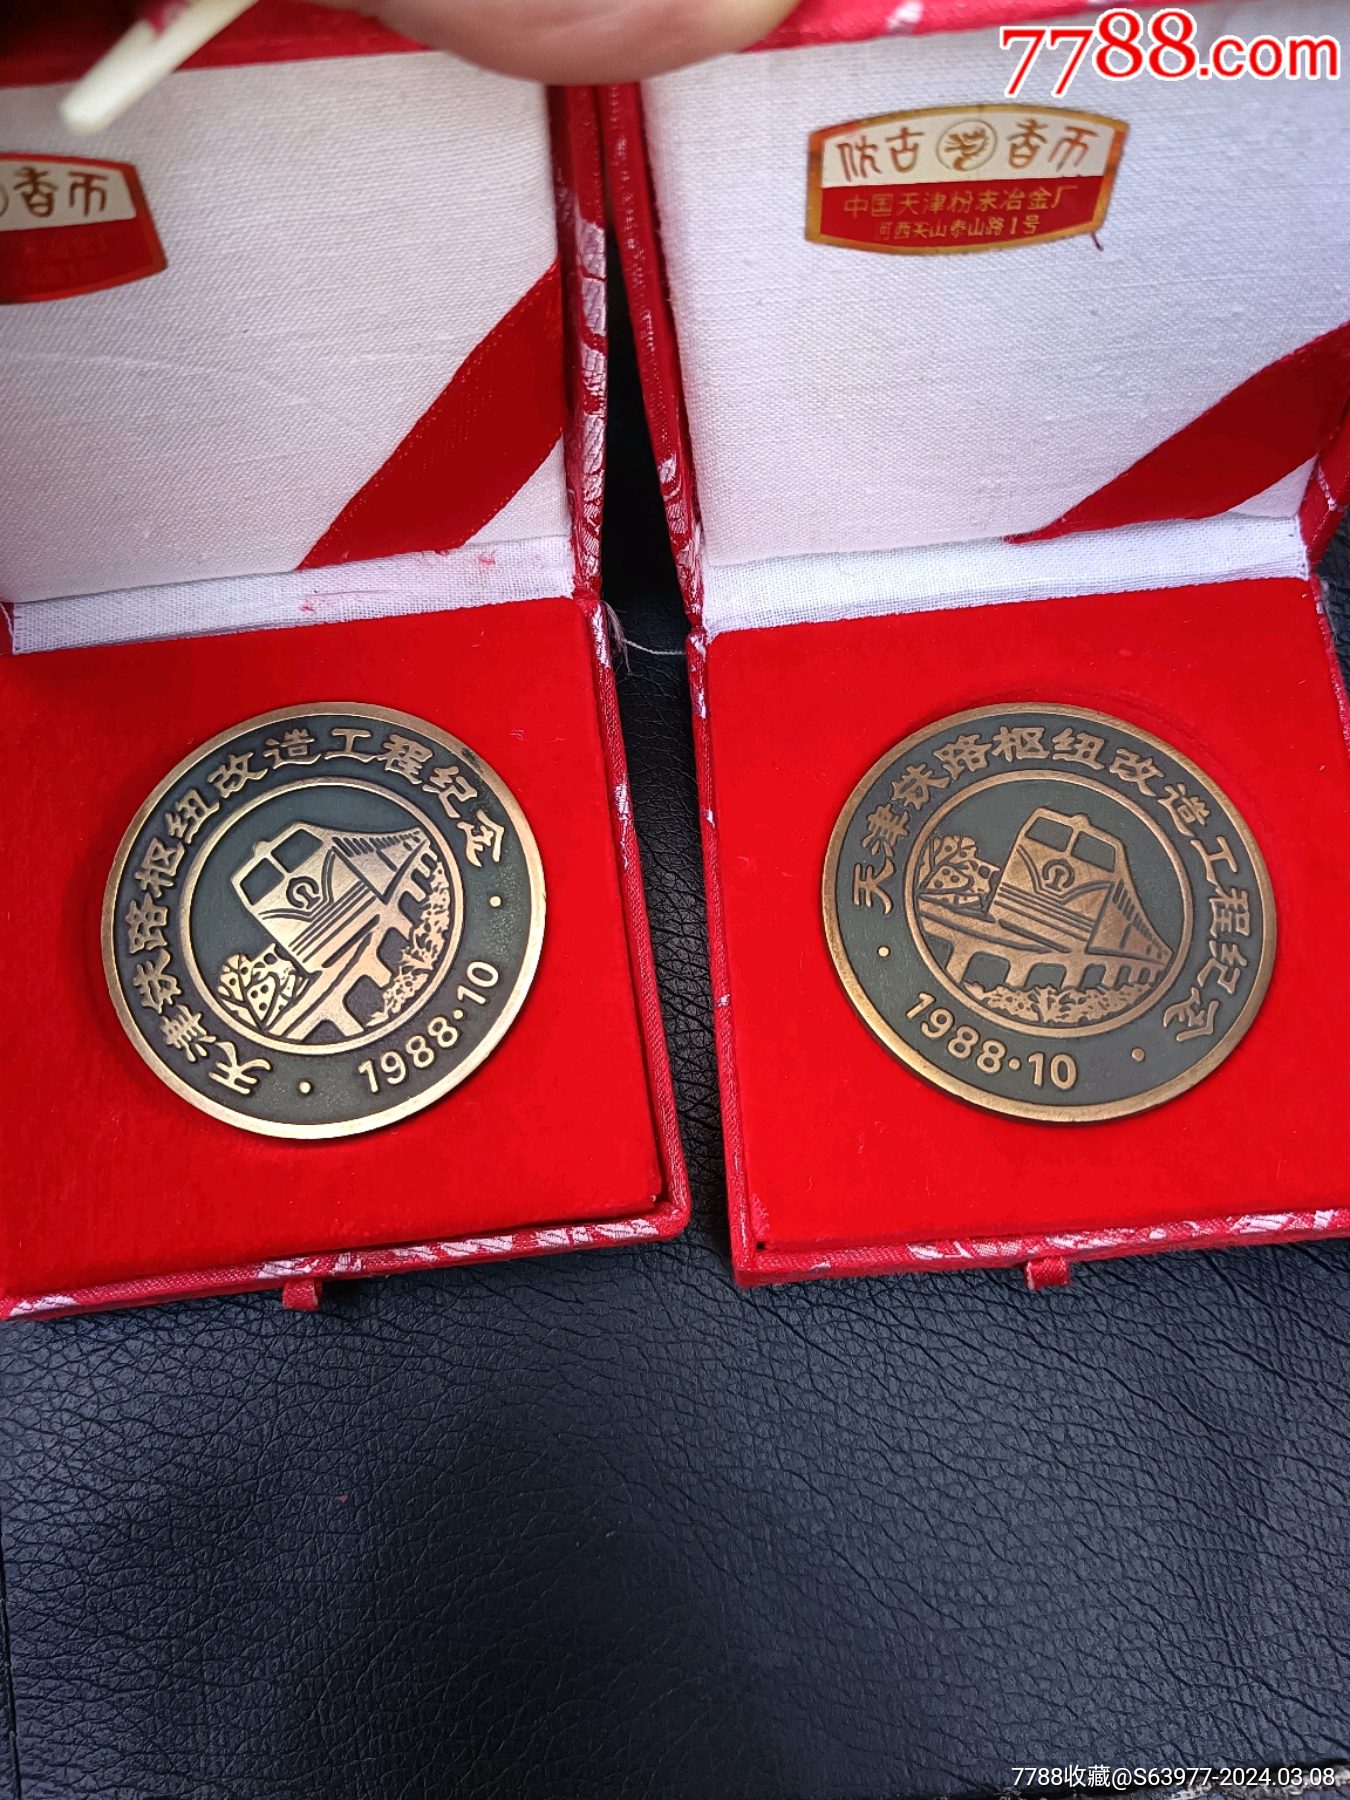 7788.com
香币
仿古 香币
中国天津粉末冶金厂
河西尖山泰山路1号
天津铁路枢纽改造工程纪念
·1988·10·
天津铁路枢纽改造工程纪念
·1988·10·
7788收藏@S63977-2024.03.08